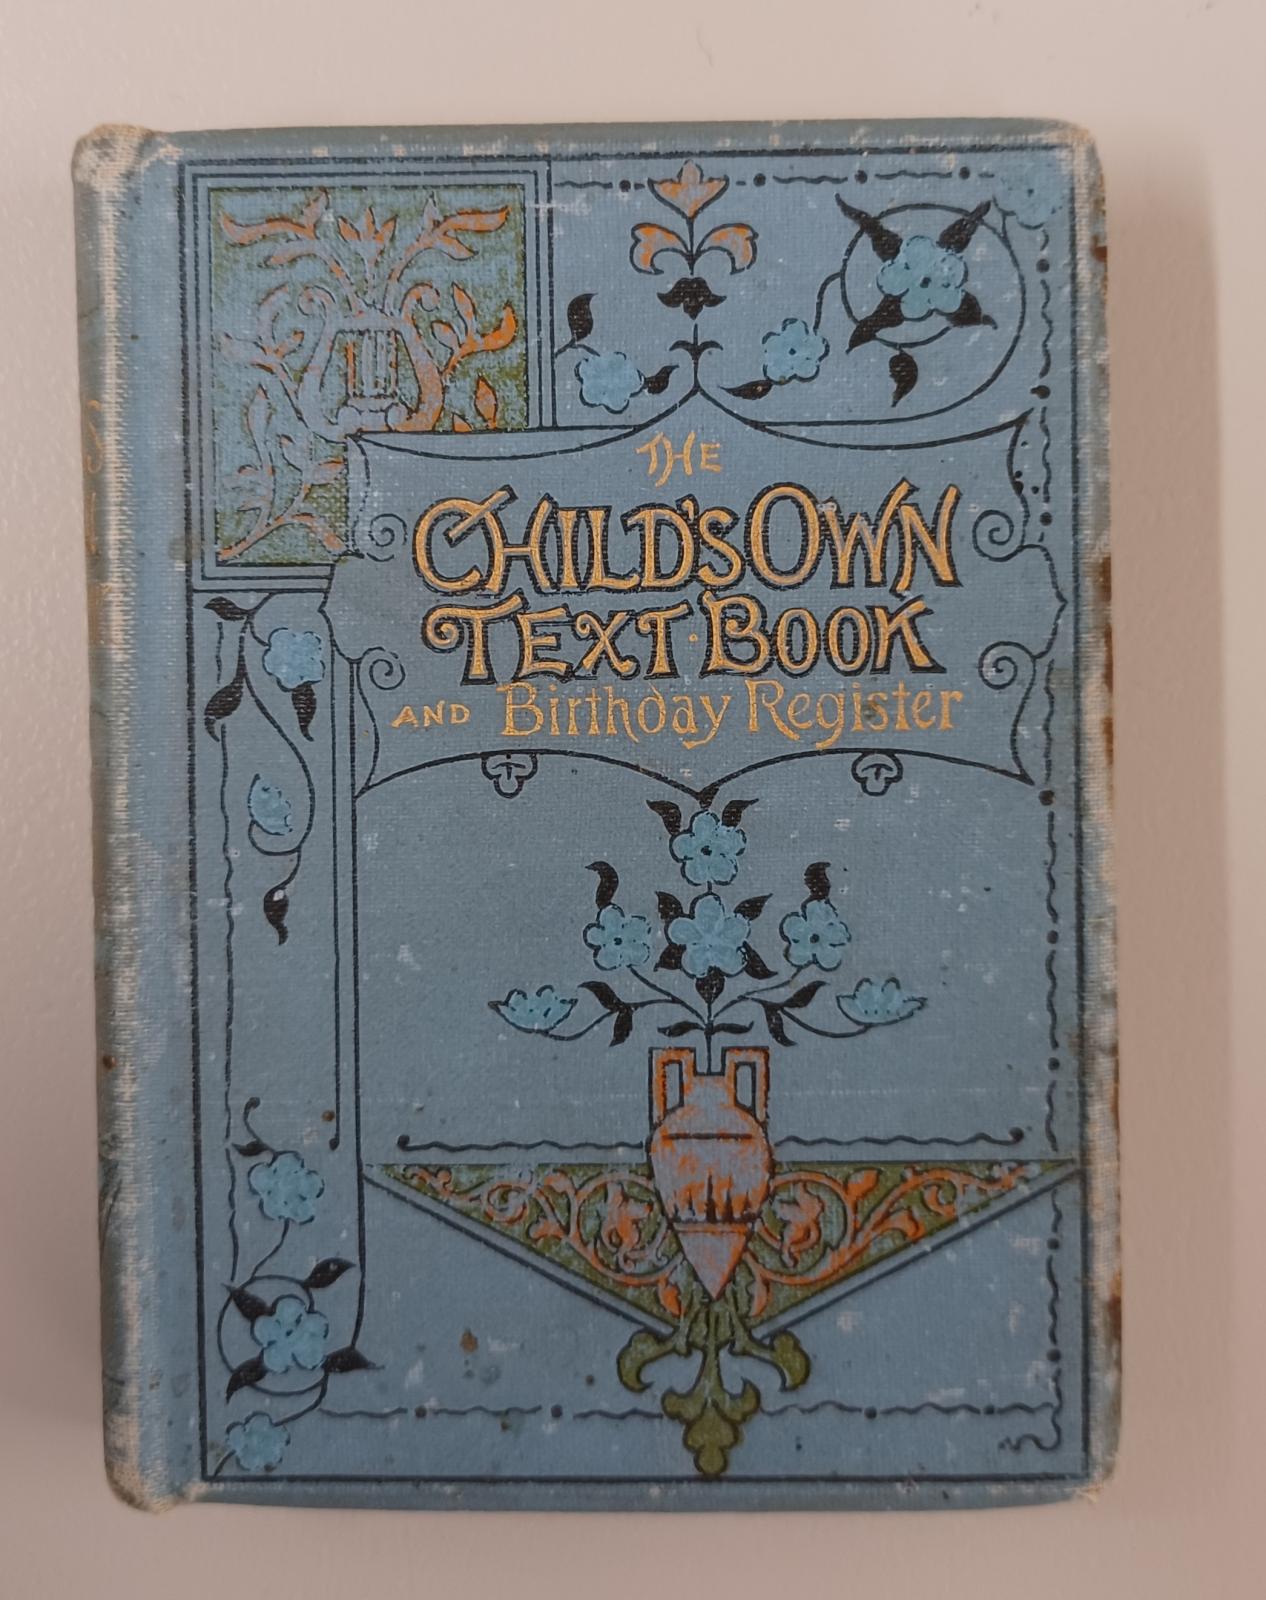 THE
CHILD'S OWN
TEXT·BOOK
AND Birthday Register